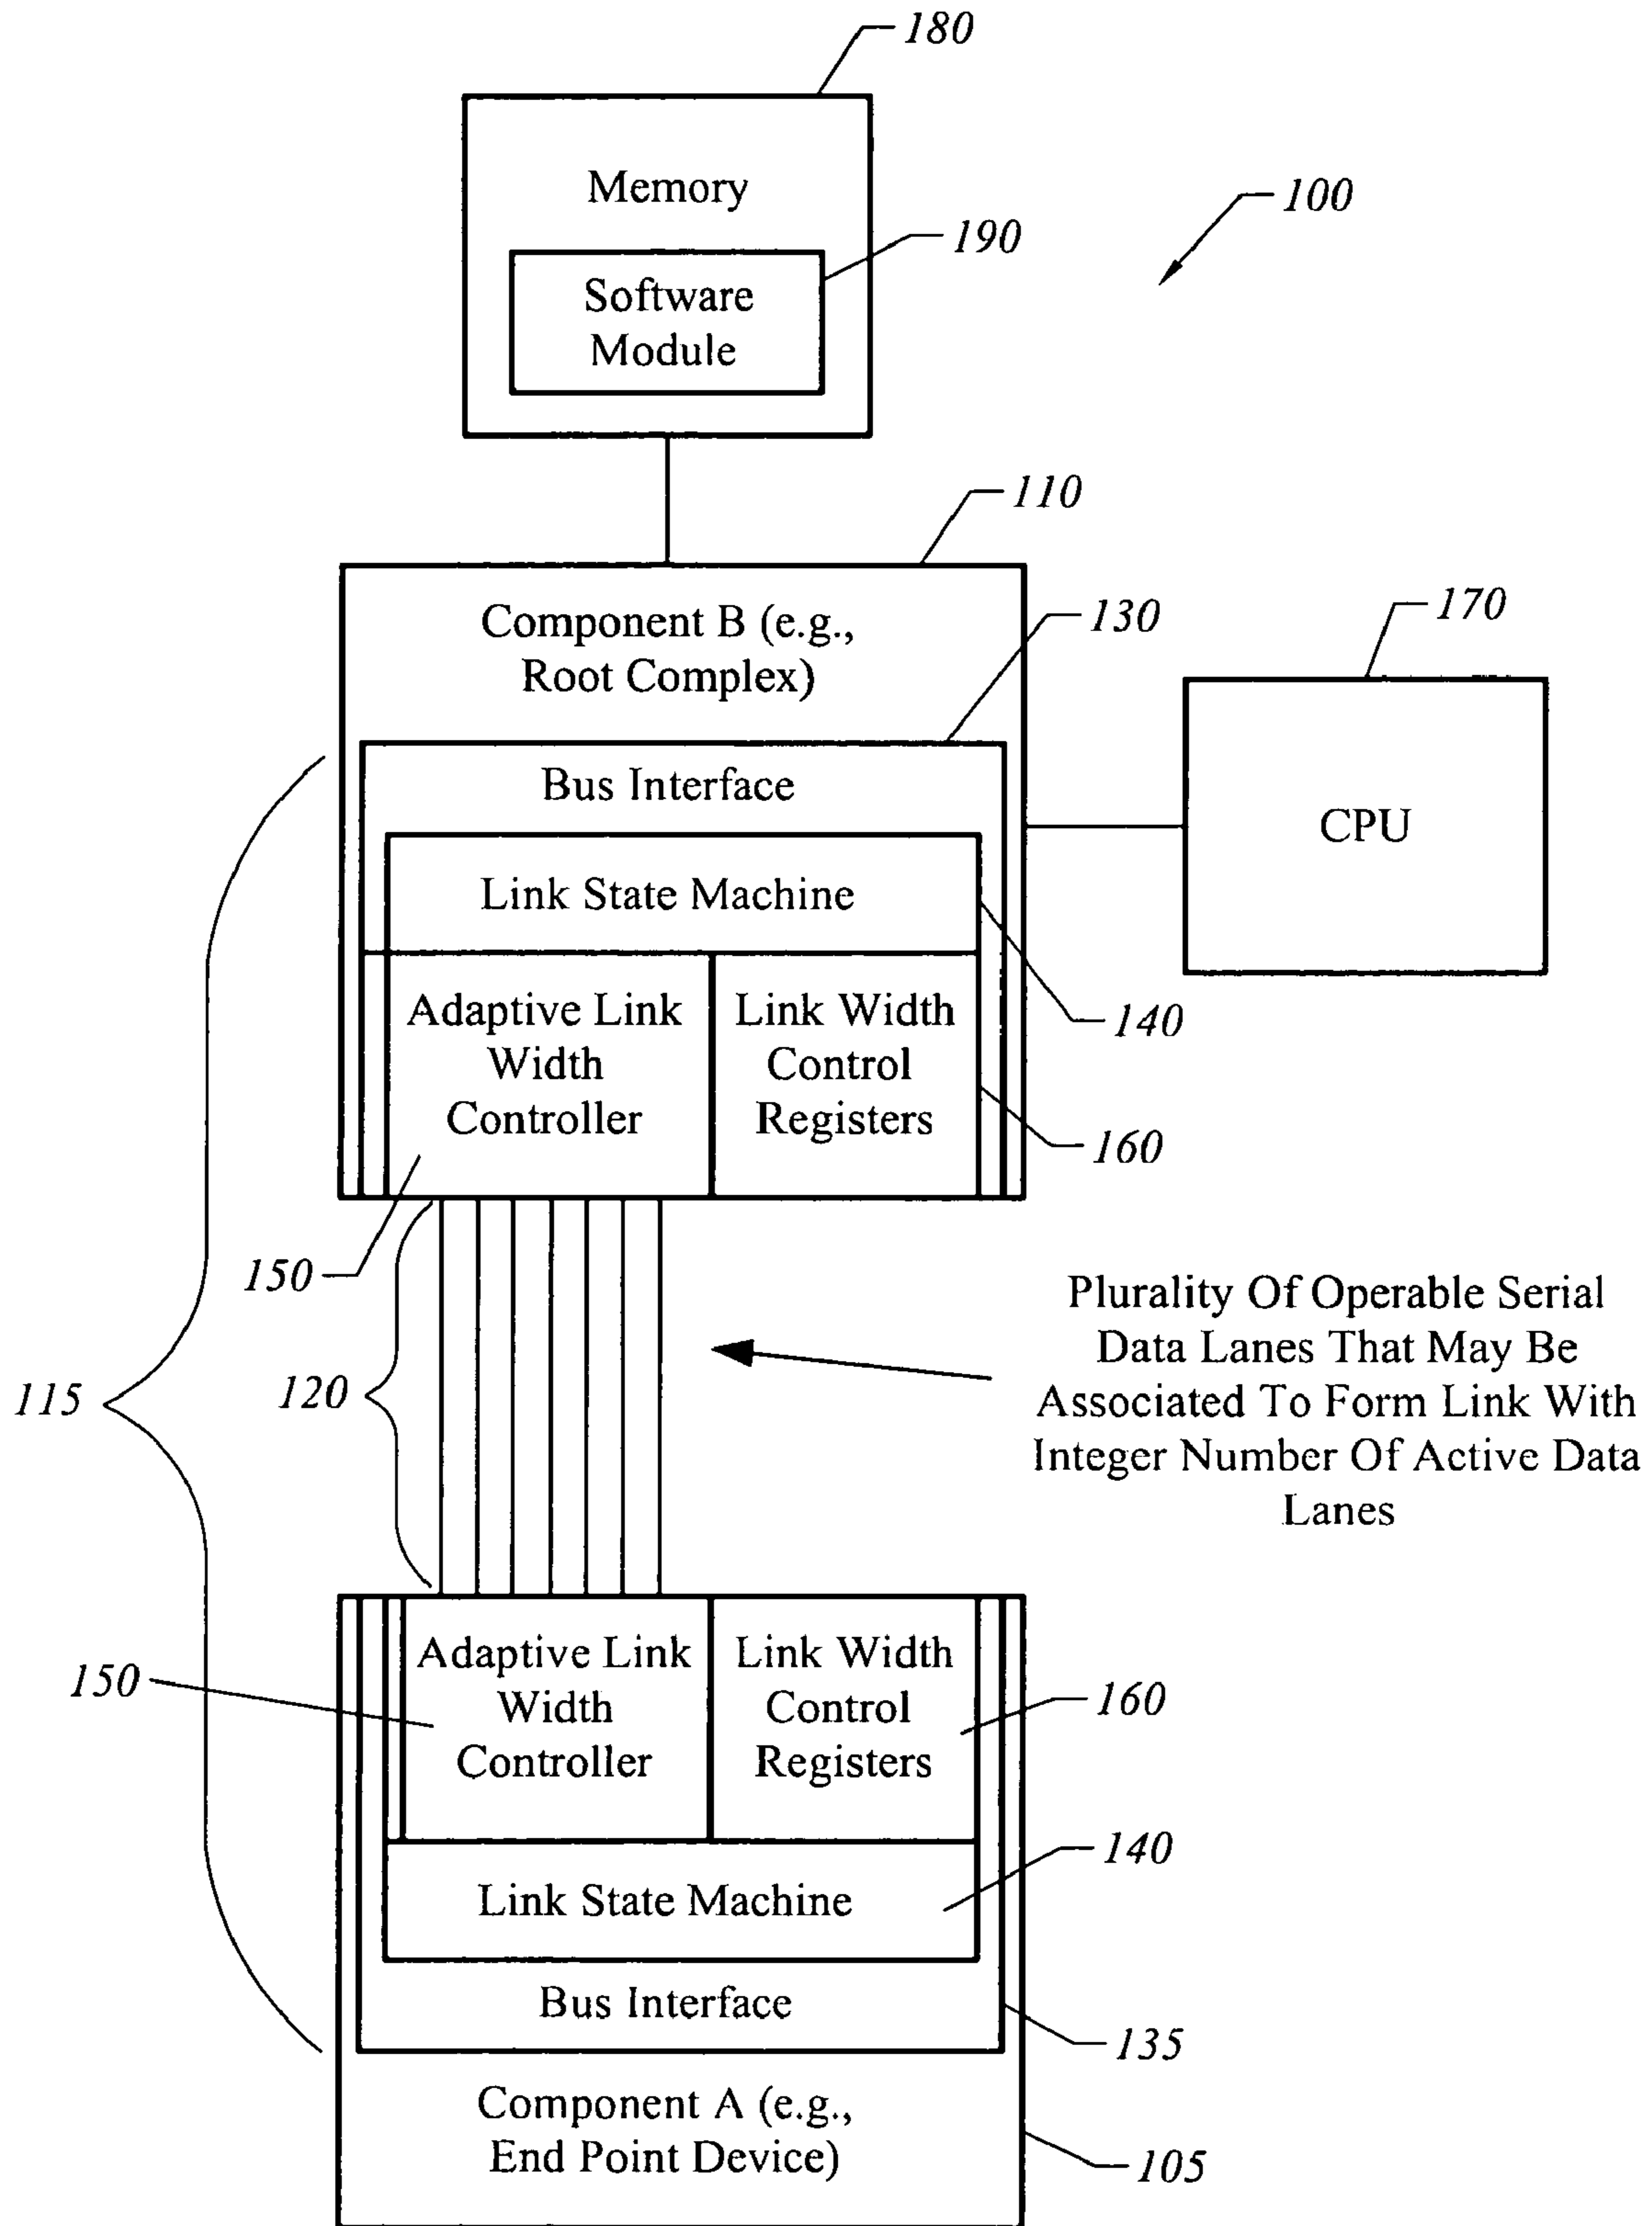 180
Memory
100
190
Software
Module
110
Component B (e.g.,
Root Complex)
130
170
Bus Interface
CPU
Link State Machine
Adaptive Link
Width
Controller
Link Width
Control
Registers
140
160
150
Plurality Of Operable Serial
Data Lanes That May Be
Associated To Form Link With
Integer Number Of Active Data
Lanes
115
120
Adaptive Link
Width
Controller
Link Width
Control
Registers
150
160
140
Link State Machine
Bus Interface
135
Component A (e.g.,
End Point Device)
105